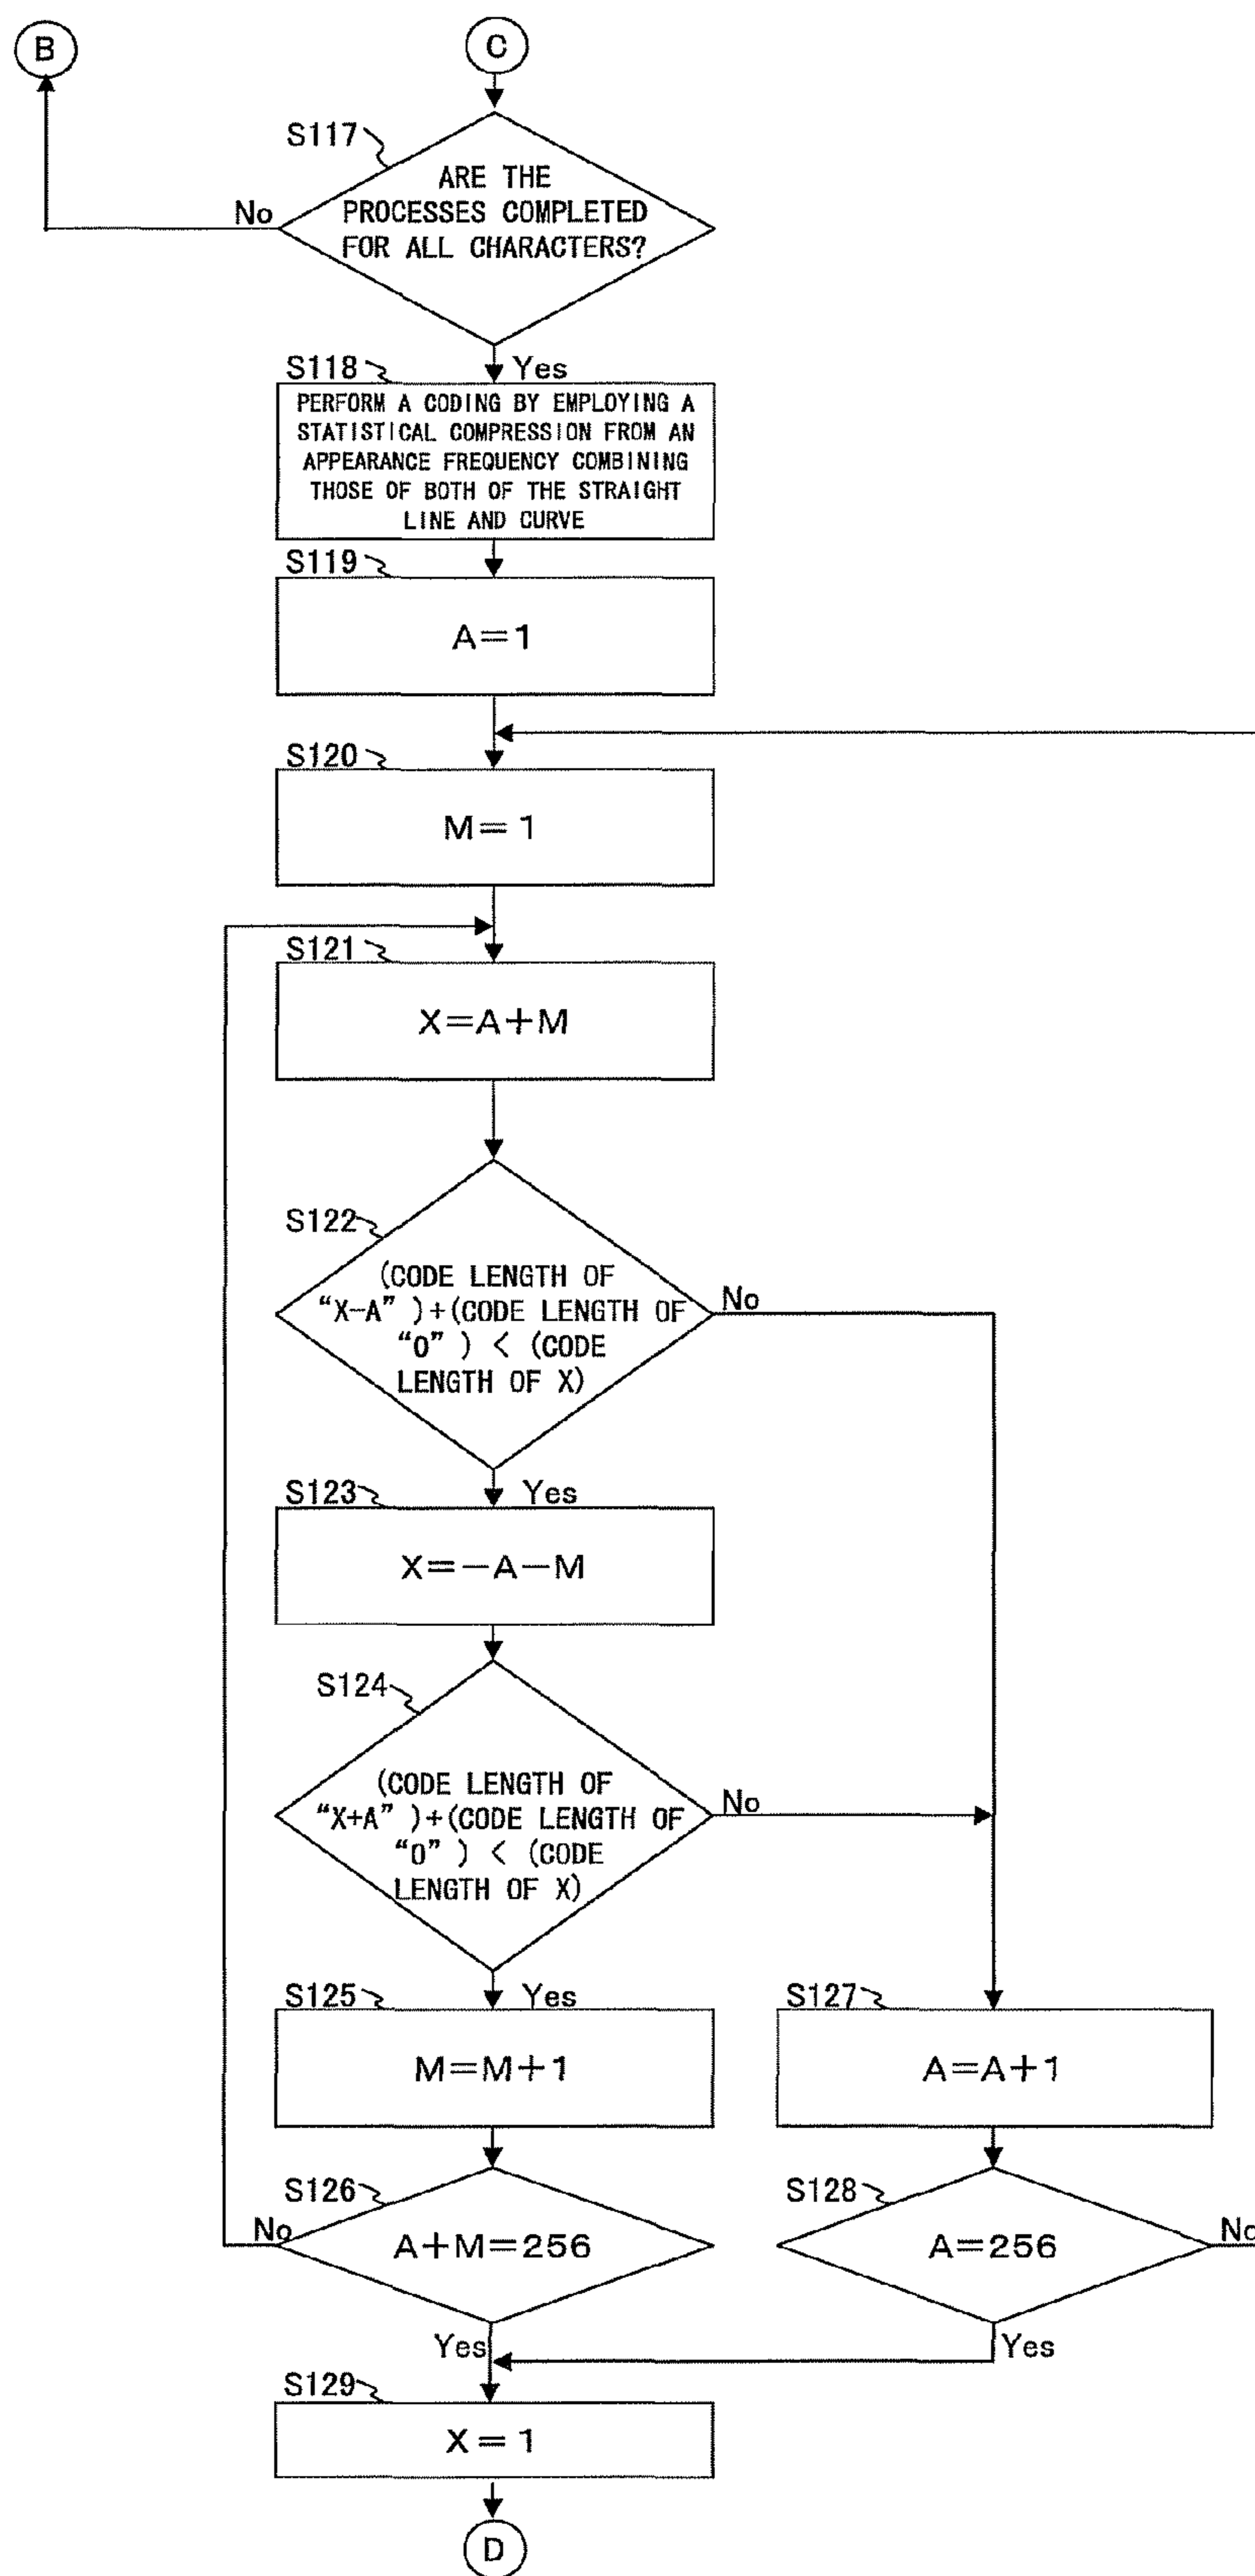 B
C
S117
ARE THE
PROCESSES COMPLETED
FOR ALL CHARACTERS?
No
S118
Yes
PERFORM A CODING BY EMPLOYING A
STATISTICAL COMPRESSION FROM AN
APPEARANCE FREQUENCY COMBINING
THOSE OF BOTH OF THE STRAIGHT
LINE AND CURVE
S119
A=1
S120
M=1
S121
X=A+M
S122
(CODE LENGTH OF
“X-A” )+(CODE LENGTH OF
“0” ) < (CODE
LENGTH OF X)
No
S123
Yes
X=-A-M
S124
(CODE LENGTH OF
“X+A” )+(CODE LENGTH OF
“0” ) < (CODE
LENGTH OF X)
No
S125
Yes
M=M+1
S127
A=A+1
S126
No
A+M=256
S128
A=256
No
Yes
Yes
S129
X=1
D